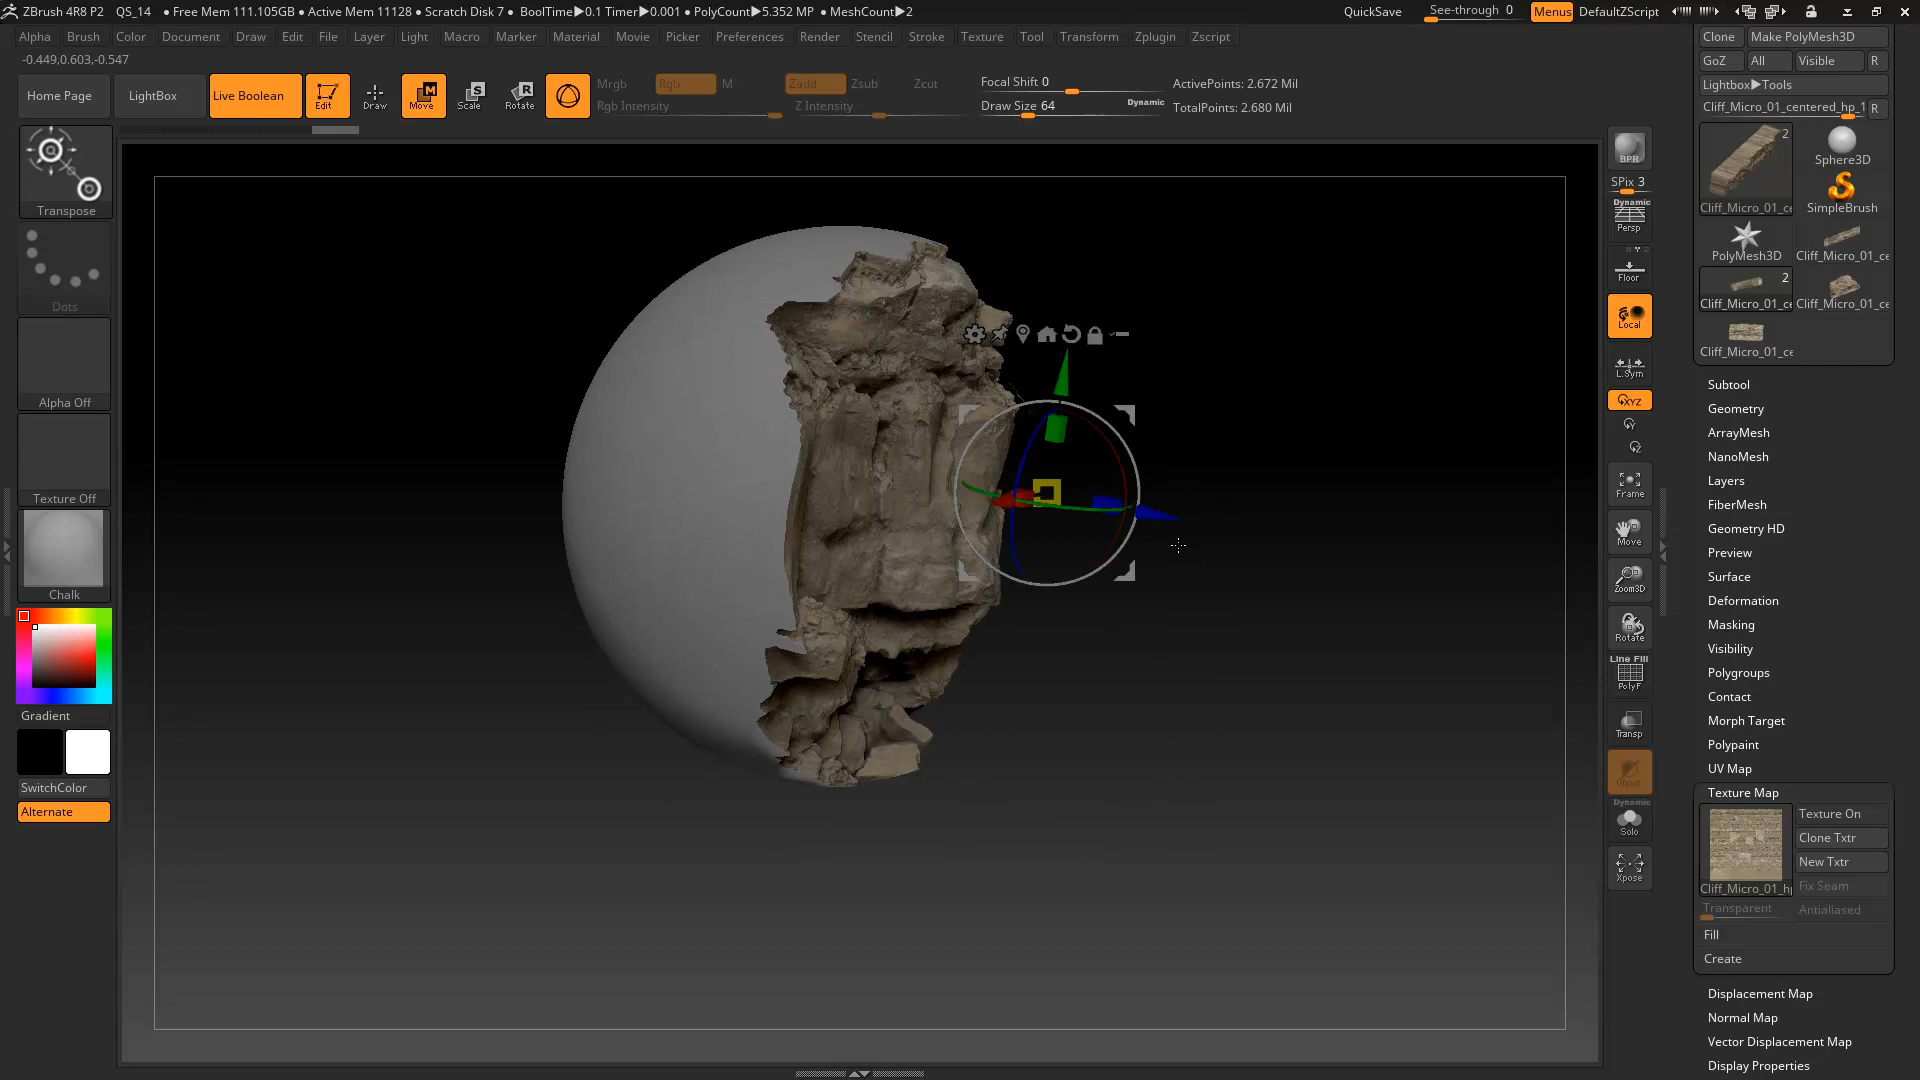 ZBrush 4R8 P2 QS_14 • Free Mem 111.105GB • Active Mem 11128 • Scratch Disk 7 • BoolTime▶0.1 Timer▶0.001 • PolyCount▶5.352 MP • MeshCount▶2 QuickSave See-through 0 Menus DefaultZScript
Alpha Brush Color Document Draw Edit File Layer Light Macro Marker Material Movie Picker Preferences Render Stencil Stroke Texture Tool Transform Zplugin Zscript
-0.449,0.603,-0.547
Home Page LightBox Live Boolean Edit Draw Move Scale Rotate
Mrgb Rgb M Zadd Zsub Zcut
Rgb Intensity Z Intensity
Focal Shift 0
Draw Size 64 Dynamic
ActivePoints: 2.672 Mil
TotalPoints: 2.680 Mil
Transpose
Dots
Alpha Off
Texture Off
Chalk
Gradient
SwitchColor
Alternate
BPR
SPix 3
Dynamic
Persp
Floor
Local
L.Sym
XYZ
Y
Z
Frame
Move
Zoom3D
Rotate
Line Fill
PolyF
Transp
Ghost
Dynamic
Solo
Xpose
Clone Make PolyMesh3D
GoZ All Visible R
Lightbox▶Tools
Cliff_Micro_01_centered_hp_1 R
2
Sphere3D
Cliff_Micro_01_ce SimpleBrush
PolyMesh3D Cliff_Micro_01_ce
2
Cliff_Micro_01_ce Cliff_Micro_01_ce
Cliff_Micro_01_ce
Subtool
Geometry
ArrayMesh
NanoMesh
Layers
FiberMesh
Geometry HD
Preview
Surface
Deformation
Masking
Visibility
Polygroups
Contact
Morph Target
Polypaint
UV Map
Texture Map
Texture On
Clone Txtr
New Txtr
Cliff_Micro_01_hp Fix Seam
Transparent Antialiased
Fill
Create
Displacement Map
Normal Map
Vector Displacement Map
Display Properties